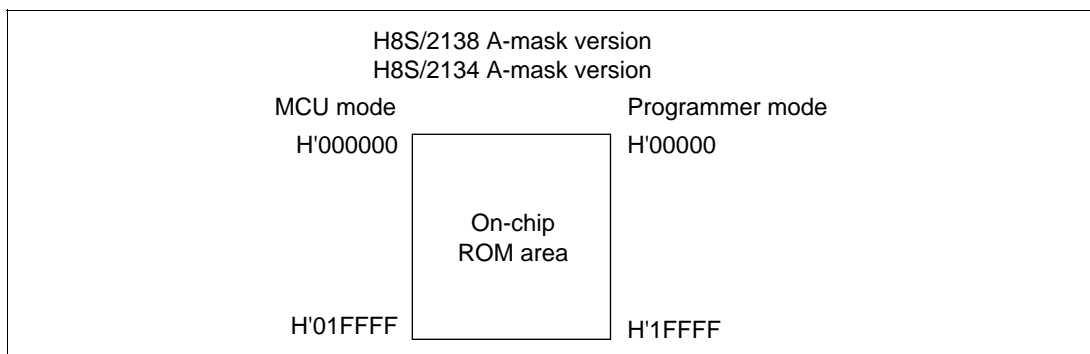 H8S/2138 A-mask version
H8S/2134 A-mask version
MCU mode Programmer mode
H'000000 H'00000
On-chip
ROM area
H'01FFFF H'1FFFF